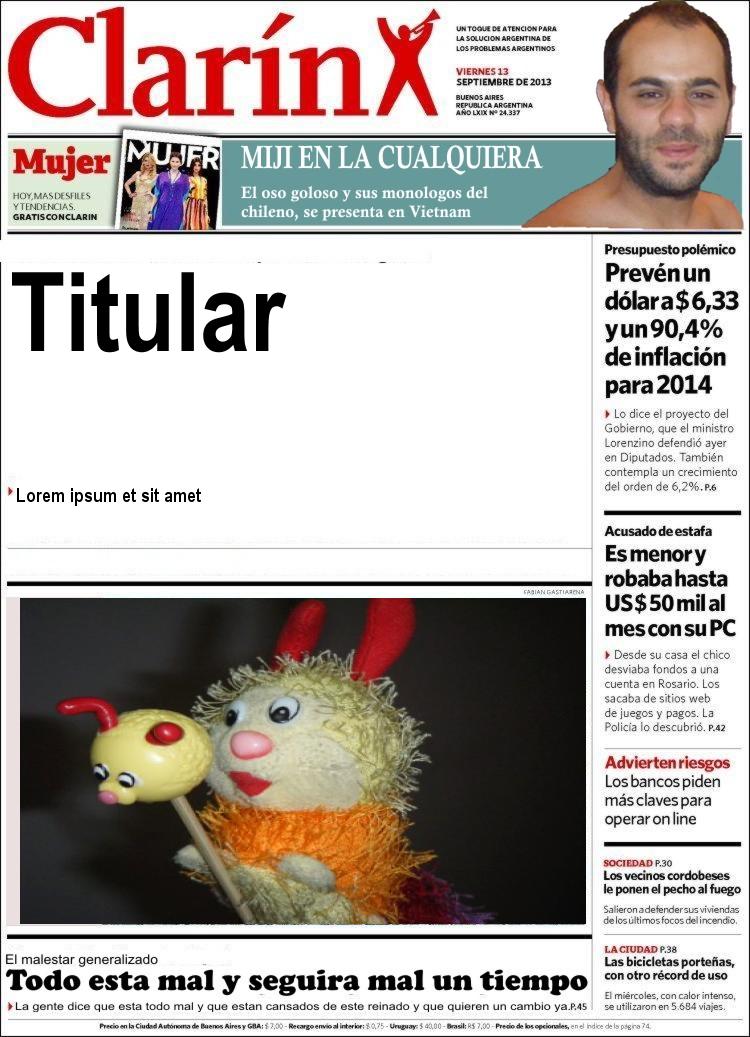 Clarín
UN TOQUE DE ATENCION PARA
LA SOLUCION ARGENTINA DE
LOS PROBLEMAS ARGENTINOS
VIERNES 13
SEPTIEMBRE DE 2013
BUENOS AIRES
REPUBLICA ARGENTINA
AÑO LXIX Nº 24.337
Mujer
HOY, MAS DESFILES
Y TENDENCIAS.
GRATIS CON CLARIN
MUJER
MIJI EN LA CUALQUIERA
El oso goloso y sus monologos del
chileno, se presenta en Vietnam
Titular
Lorem ipsum et sit amet
FABIAN GASTIARENA
El malestar generalizado
Todo esta mal y seguira mal un tiempo
La gente dice que esta todo mal y que estan cansados de este reinado y que quieren un cambio ya.P.45
Presupuesto polémico
Prevén un
dólar a $ 6,33
y un 90,4%
de inflación
para 2014
Lo dice el proyecto del
Gobierno, que el ministro
Lorenzino defendió ayer
en Diputados. También
contempla un crecimiento
del orden de 6,2%. P.6
Acusado de estafa
Es menor y
robaba hasta
US$ 50 mil al
mes con su PC
Desde su casa el chico
desviaba fondos a una
cuenta en Rosario. Los
sacaba de sitios web
de juegos y pagos. La
Policía lo descubrió. P.42
Advierten riesgos
Los bancos piden
más claves para
operar on line
SOCIEDAD P.30
Los vecinos cordobeses
le ponen el pecho al fuego
Salieron a defender sus viviendas
de los últimos focos del incendio.
LA CIUDAD P.38
Las bicicletas porteñas,
con otro récord de uso
El miércoles, con calor intenso,
se utilizaron en 5.684 viajes.
Precio en la Ciudad Autónoma de Buenos Aires y GBA: $ 7,00 - Recargo envío al interior: $ 0,75 - Uruguay: $ 40,00 - Brasil: R$ 7,00 - Precio de los opcionales, en el índice de la página 74.